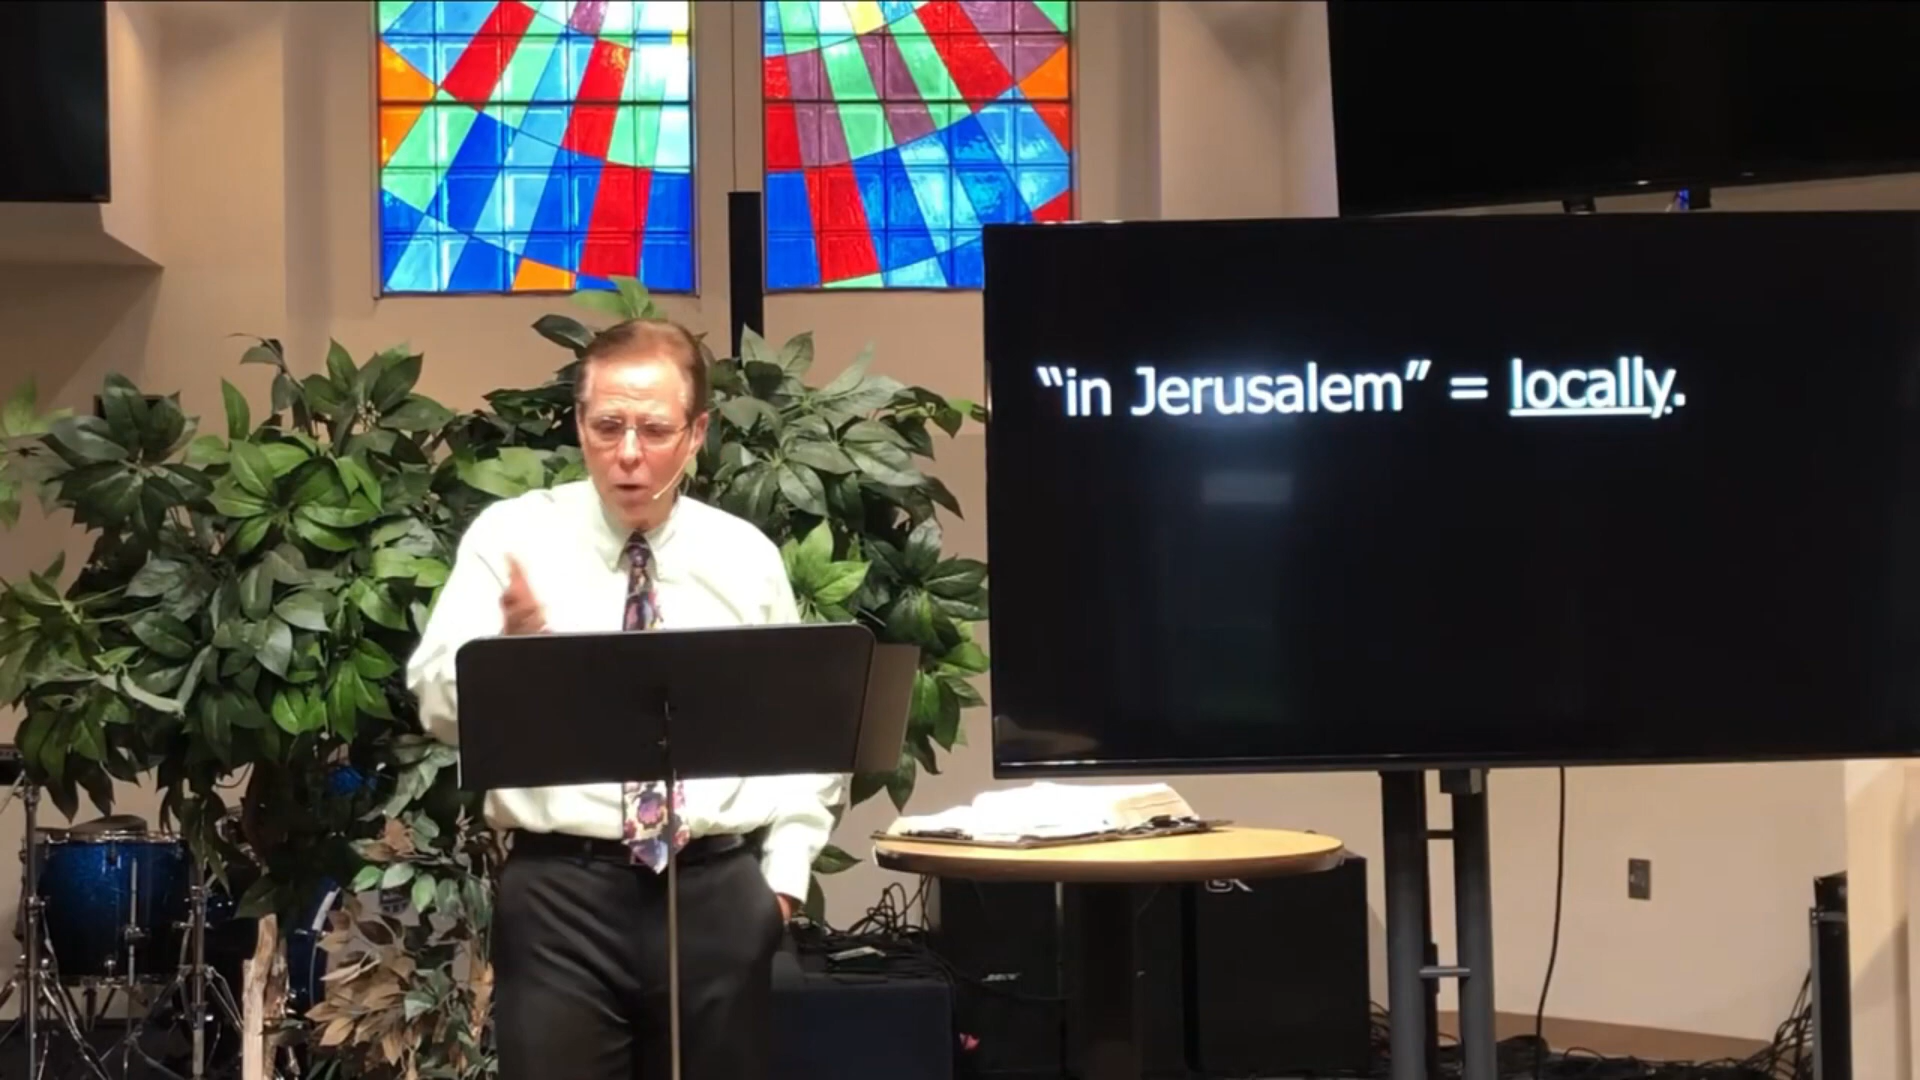 “in Jerusalem” = locally.